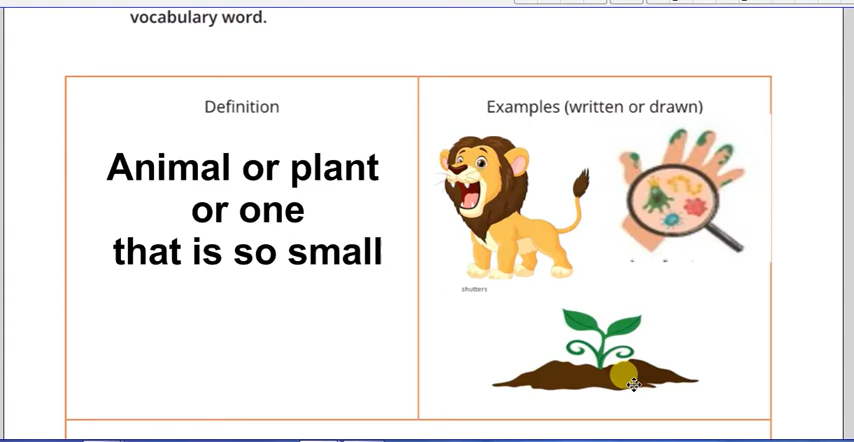 vocabulary word.
Definition
Animal or plant
or one
that is so small
Examples (written or drawn)
shutters